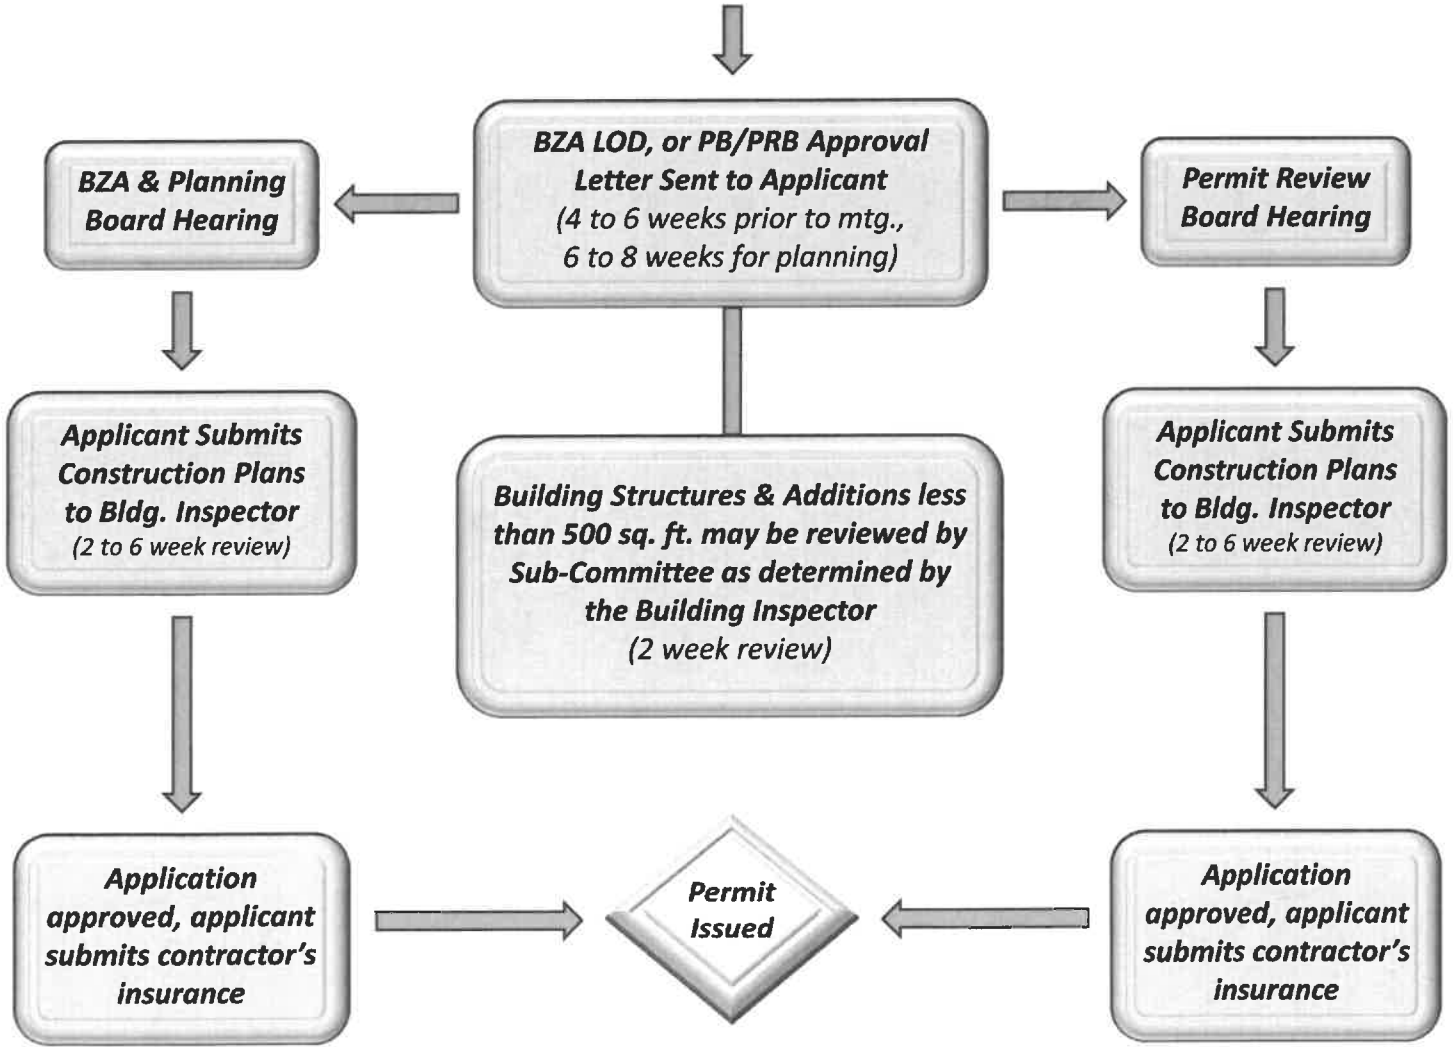 BZA LOD, or PB/PRB Approval
Letter Sent to Applicant
(4 to 6 weeks prior to mtg.,
6 to 8 weeks for planning)
BZA & Planning
Board Hearing
Permit Review
Board Hearing
Applicant Submits
Construction Plans
to Bldg. Inspector
(2 to 6 week review)
Building Structures & Additions less
than 500 sq. ft. may be reviewed by
Sub-Committee as determined by
the Building Inspector
(2 week review)
Applicant Submits
Construction Plans
to Bldg. Inspector
(2 to 6 week review)
Application
approved, applicant
submits contractor's
insurance
Permit
Issued
Application
approved, applicant
submits contractor's
insurance